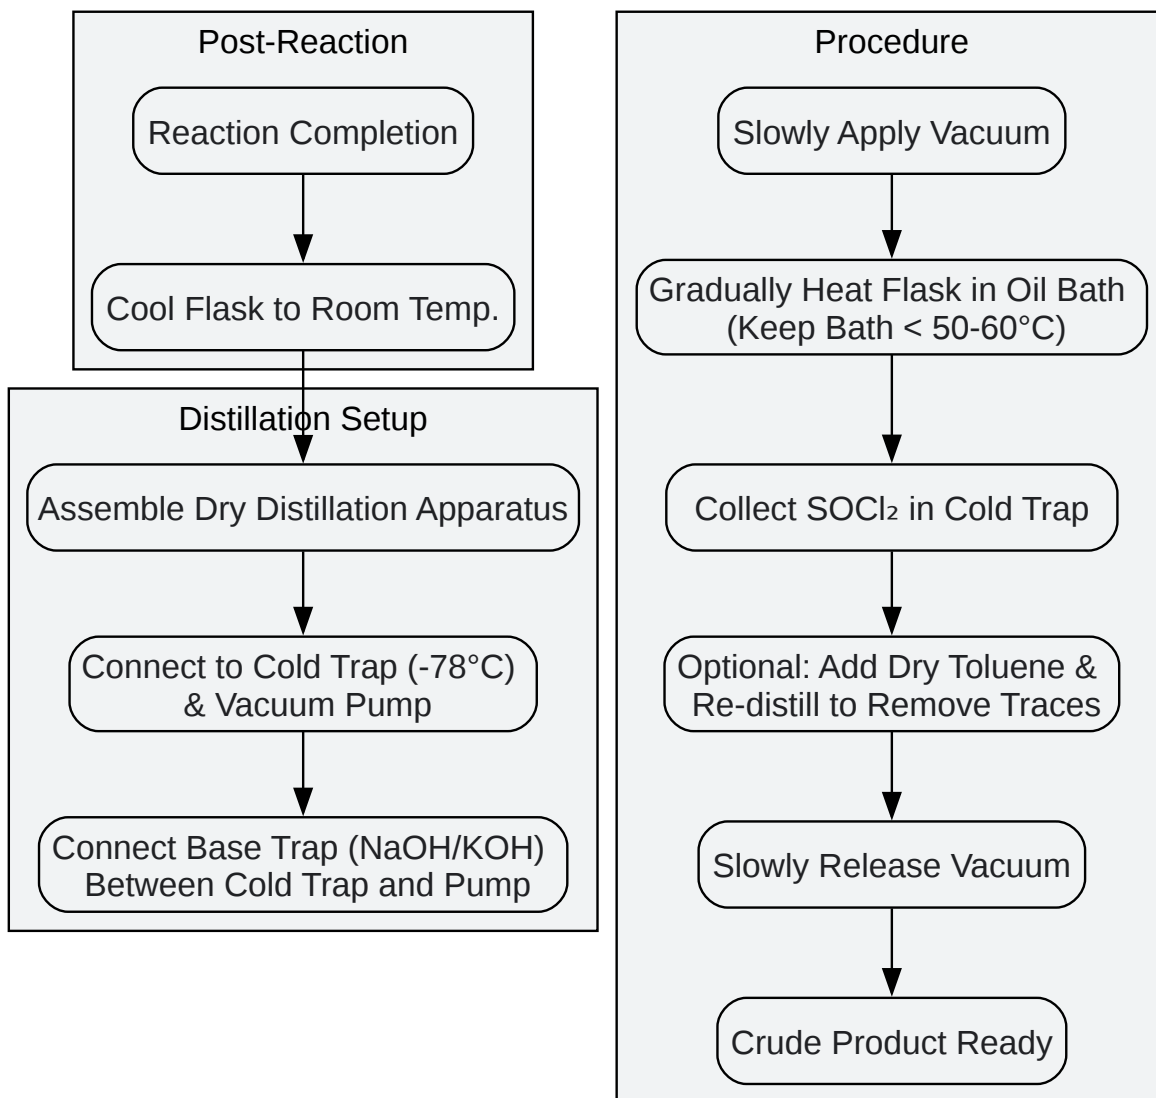 Post-Reaction
Reaction Completion
Cool Flask to Room Temp.
Distillation Setup
Assemble Dry Distillation Apparatus
Connect to Cold Trap (-78°C)
& Vacuum Pump
Connect Base Trap (NaOH/KOH)
Between Cold Trap and Pump
Procedure
Slowly Apply Vacuum
Gradually Heat Flask in Oil Bath
(Keep Bath < 50-60°C)
Collect SOCl₂ in Cold Trap
Optional: Add Dry Toluene &
Re-distill to Remove Traces
Slowly Release Vacuum
Crude Product Ready